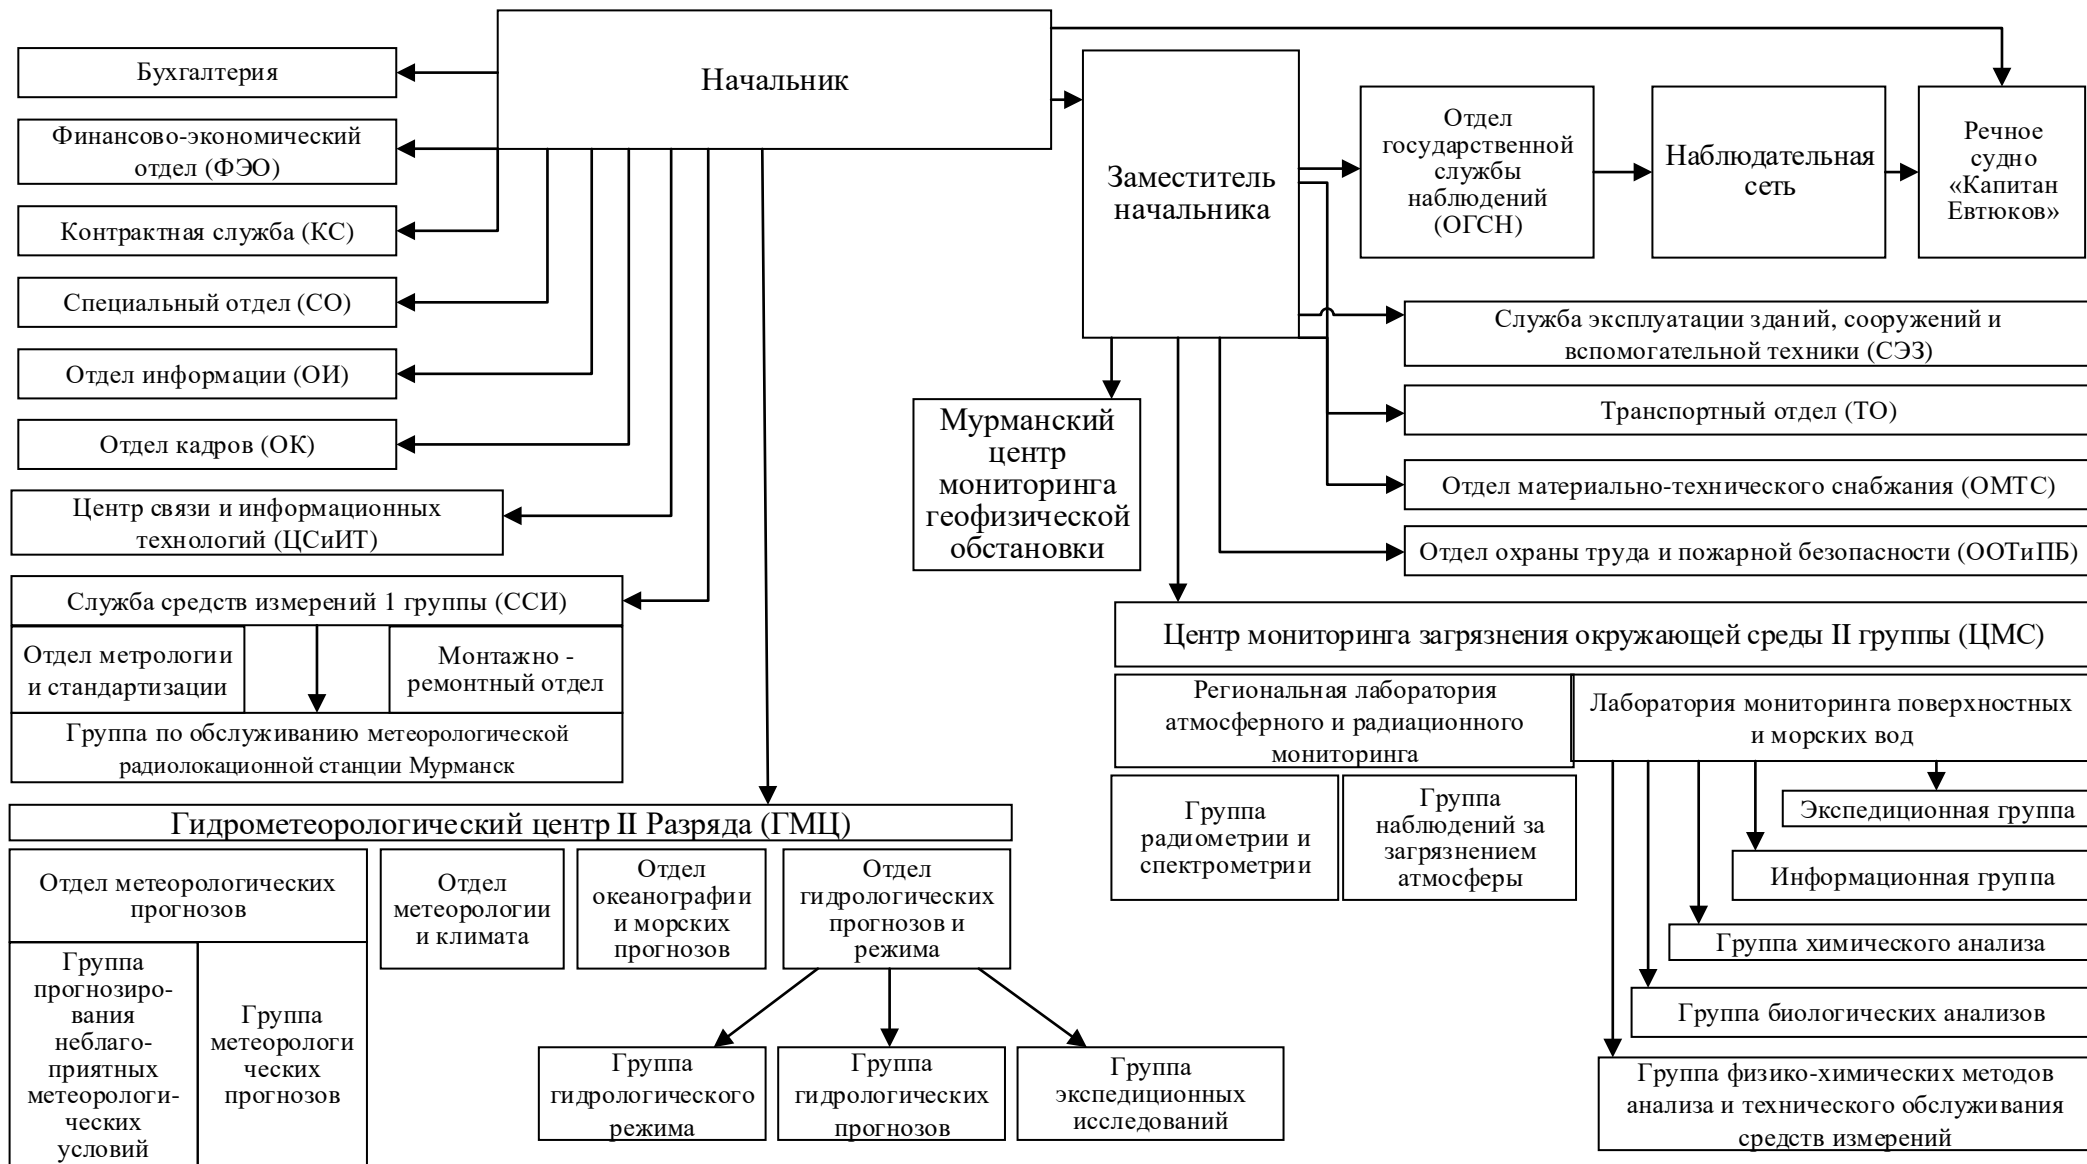 Начальник
Бухгалтерия
Финансово-экономический
отдел (ФЭО)
Контрактная служба (КС)
Специальный отдел (СО)
Отдел информации (ОИ)
Отдел кадров (ОК)
Центр связи и информационных
технологий (ЦСиИТ)
Служба средств измерений 1 группы (ССИ)
Отдел метрологии
и стандартизации
Монтажно -
ремонтный отдел
Группа по обслуживанию метеорологической
радиолокационной станции Мурманск
Гидрометеорологический центр II Разряда (ГМЦ)
Отдел метеорологических
прогнозов
Группа
прогнозиро-
вания
неблаго-
приятных
метеорологи-
ческих
условий
Группа
метеорологи
ческих
прогнозов
Отдел
метеорологии
и климата
Отдел
океанографии
и морских
прогнозов
Отдел
гидрологических
прогнозов и
режима
Группа
гидрологического
режима
Группа
гидрологических
прогнозов
Группа
экспедиционных
исследований
Заместитель
начальника
Отдел
государственной
службы
наблюдений
(ОГСН)
Наблюдательная
сеть
Речное
судно
«Капитан
Евтюков»
Служба эксплуатации зданий, сооружений и
вспомогательной техники (СЭЗ)
Транспортный отдел (ТО)
Отдел материально-технического снабжания (ОМТС)
Отдел охраны труда и пожарной безопасности (ООТиПБ)
Мурманский
центр
мониторинга
геофизической
обстановки
Центр мониторинга загрязнения окружающей среды II группы (ЦМС)
Региональная лаборатория
атмосферного и радиационного
мониторинга
Группа
радиометрии и
спектрометрии
Группа
наблюдений за
загрязнением
атмосферы
Лаборатория мониторинга поверхностных
и морских вод
Экспедиционная группа
Информационная группа
Группа химического анализа
Группа биологических анализов
Группа физико-химических методов
анализа и технического обслуживания
средств измерений